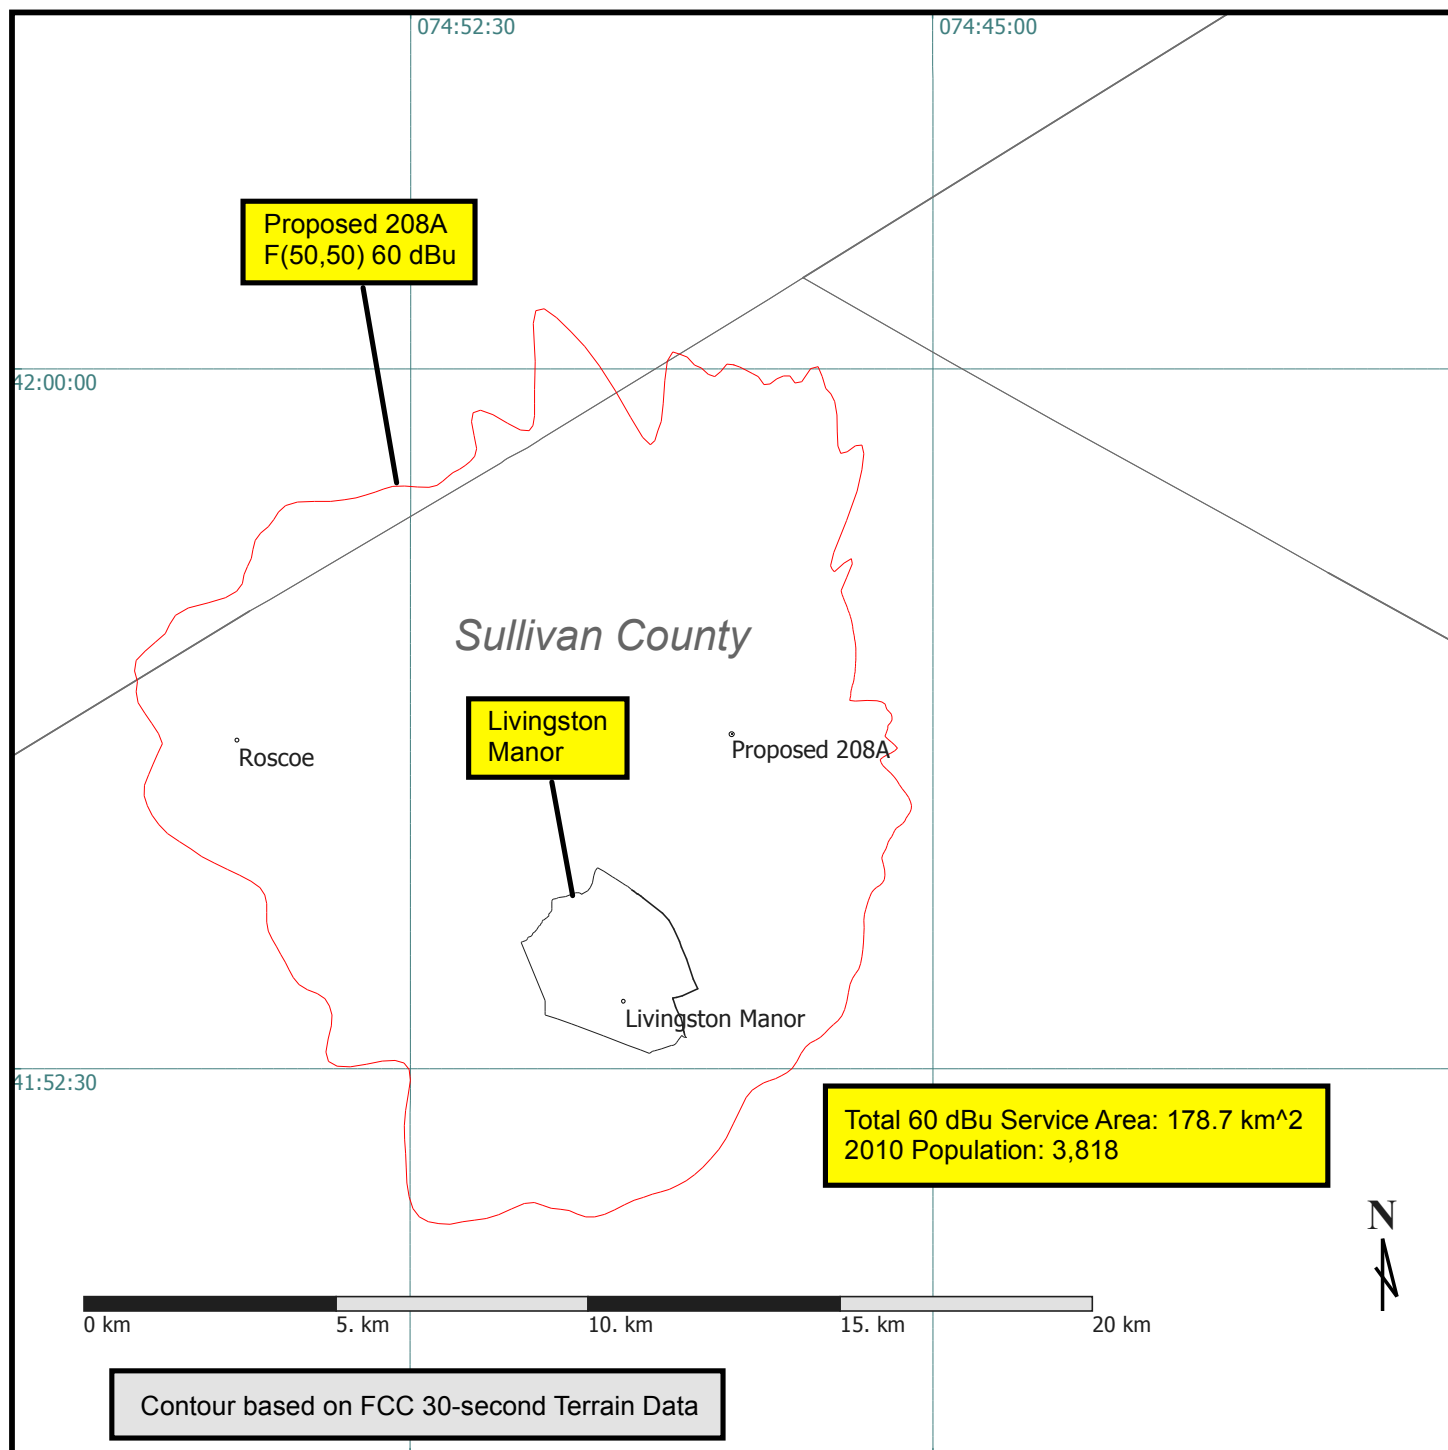 074:52:30
074:45:00
Proposed 208A
F(50,50) 60 dBu
42:00:00
Sullivan County
Livingston
Manor
Roscoe
Proposed 208A
Livingston Manor
41:52:30
Total 60 dBu Service Area: 178.7 km^2
2010 Population: 3,818
N
0 km
5. km
10. km
15. km
20 km
Contour based on FCC 30-second Terrain Data